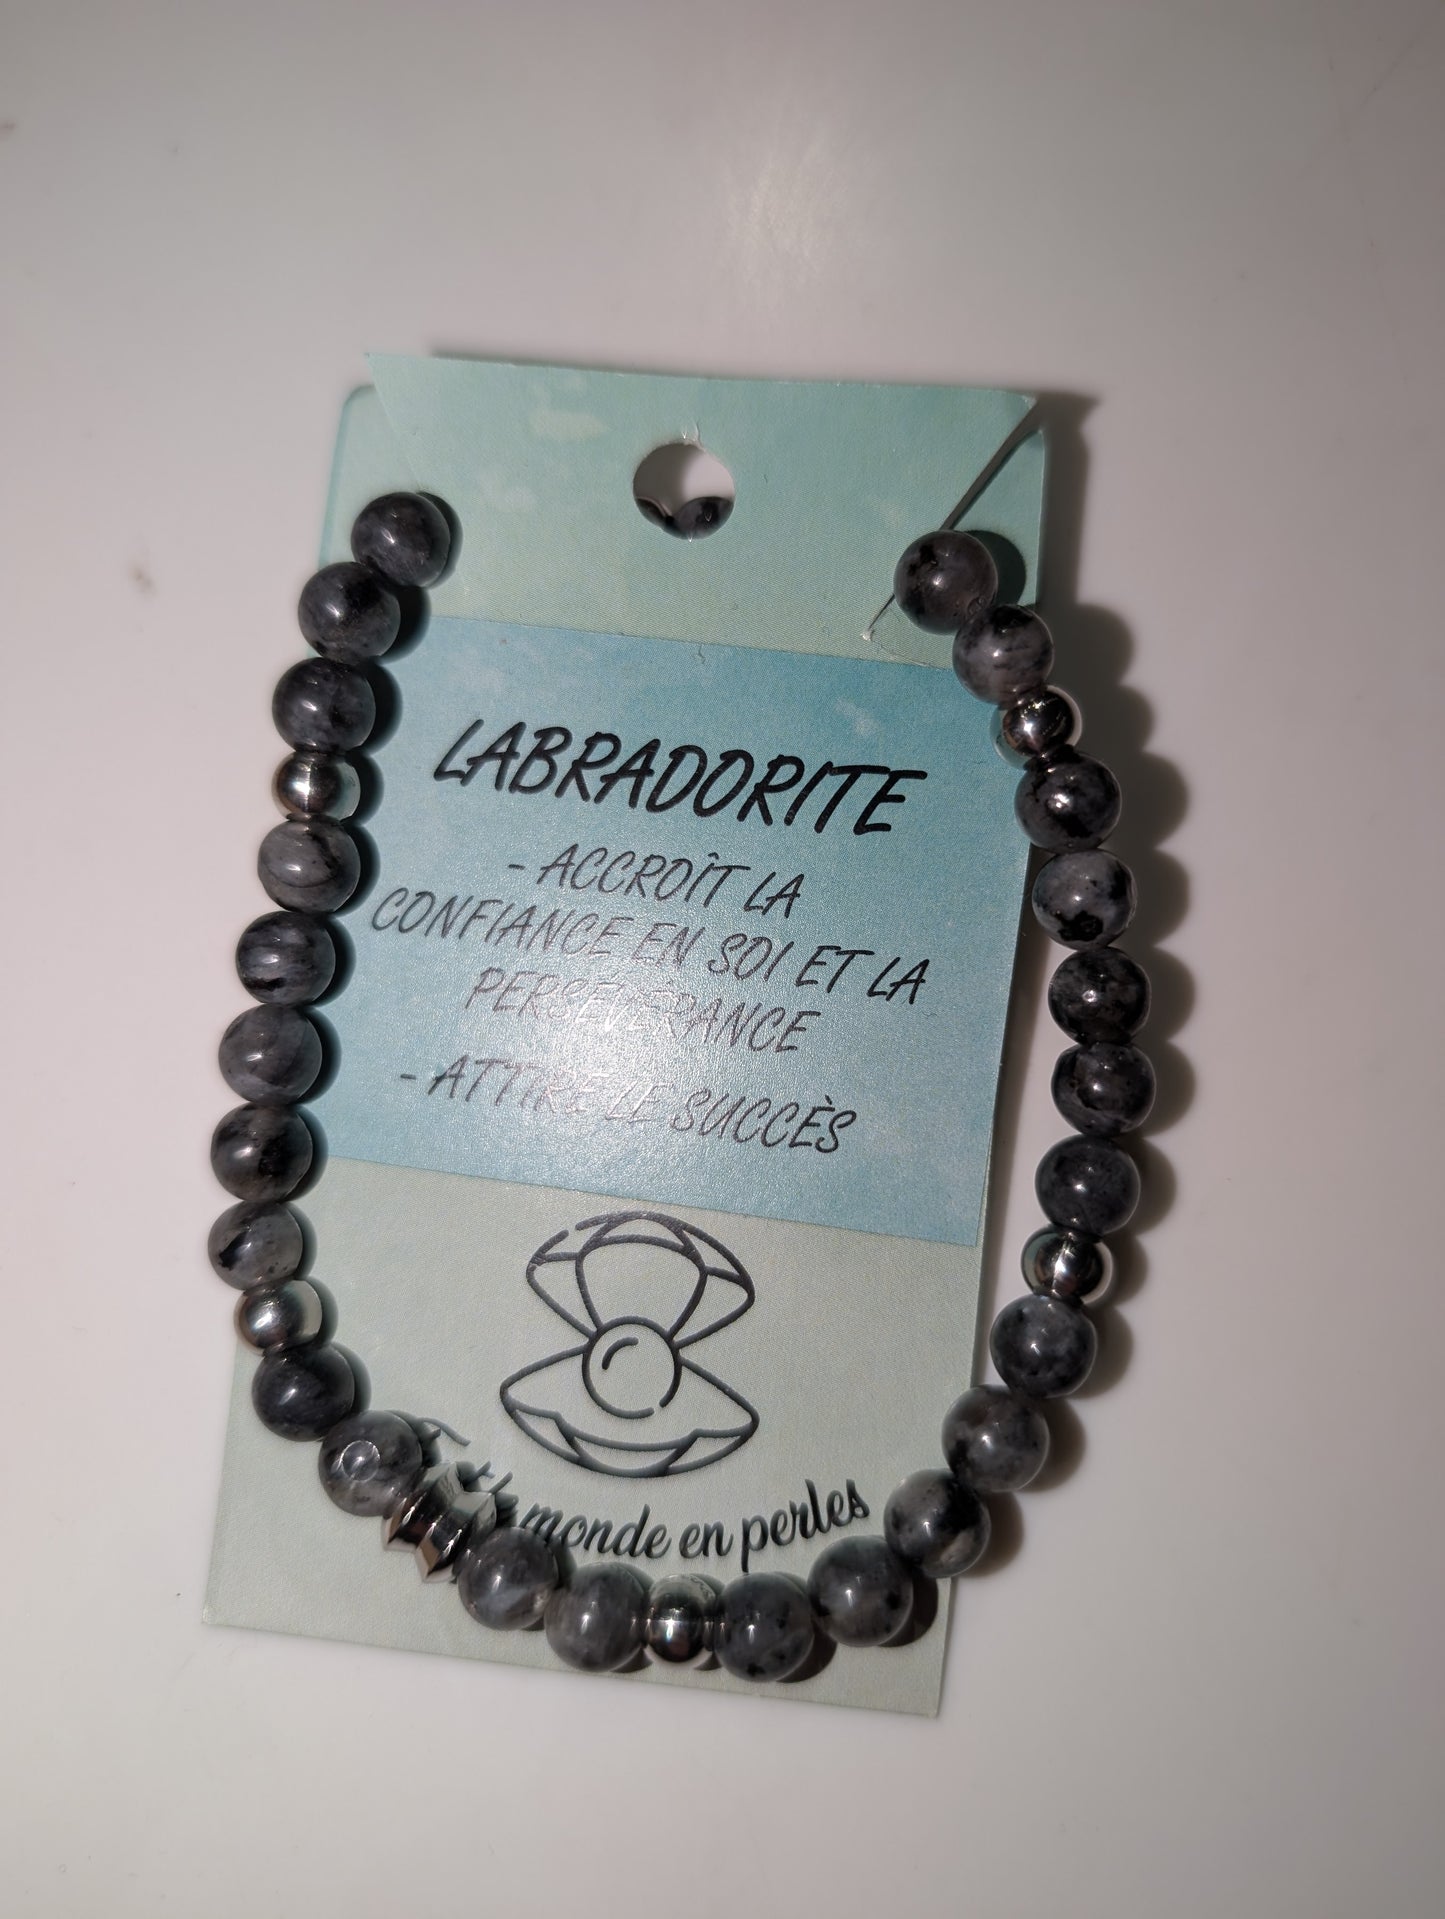 LABRADORITE
- ACCROÎT LA
CONFIANCE EN SOI ET LA
PERSÉVÉRANCE
- ATTIRE LE SUCCÈS
monde en perles